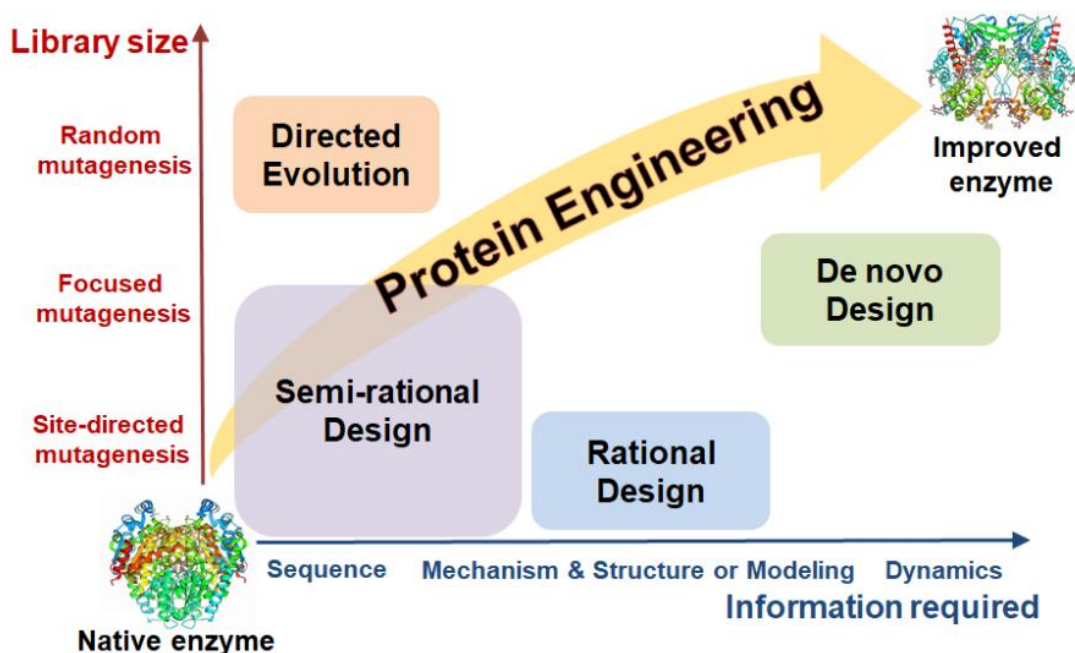 Library size
Random
mutagenesis
Focused
mutagenesis
Site-directed
mutagenesis
Directed
Evolution
Protein Engineering
Improved
enzyme
De novo
Design
Semi-rational
Design
Rational
Design
Native enzyme
Sequence
Mechanism & Structure or Modeling
Dynamics
Information required